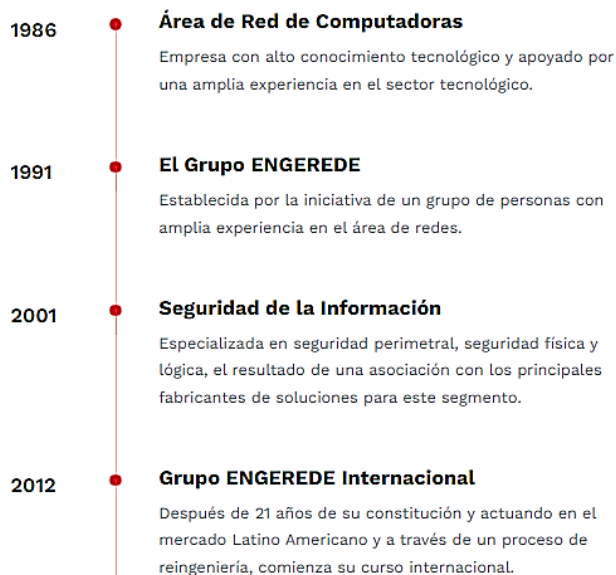 1986
Área de Red de Computadoras
Empresa con alto conocimiento tecnológico y apoyado por
una amplia experiencia en el sector tecnológico.
1991
El Grupo ENGEREDE
Establecida por la iniciativa de un grupo de personas con
amplia experiencia en el área de redes.
2001
Seguridad de la Información
Especializada en seguridad perimetral, seguridad física y
lógica, el resultado de una asociación con los principales
fabricantes de soluciones para este segmento.
2012
Grupo ENGEREDE Internacional
Después de 21 años de su constitución y actuando en el
mercado Latino Americano y a través de un proceso de
reingeniería, comienza su curso internacional.